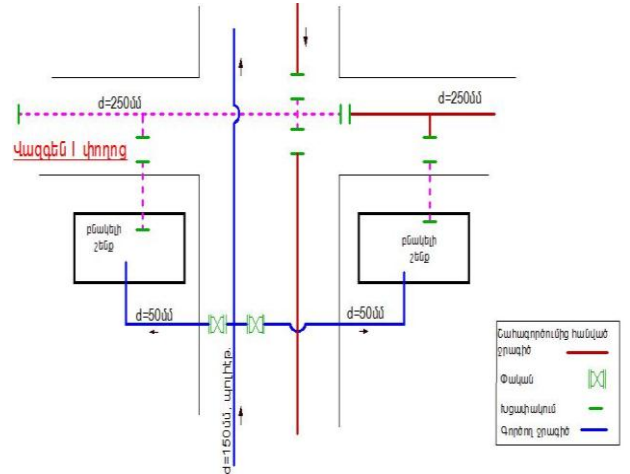 d=250մմ
d=250մմ
Վազգեն I փողոց
բնակելի
շենք
բնակելի
շենք
d=50մմ
d=50մմ
d=150մմ, պոլիէթ.
Շահագործումից հանված
ջրագիծ
Փական
Խցափակում
Գործող ջրագիծ